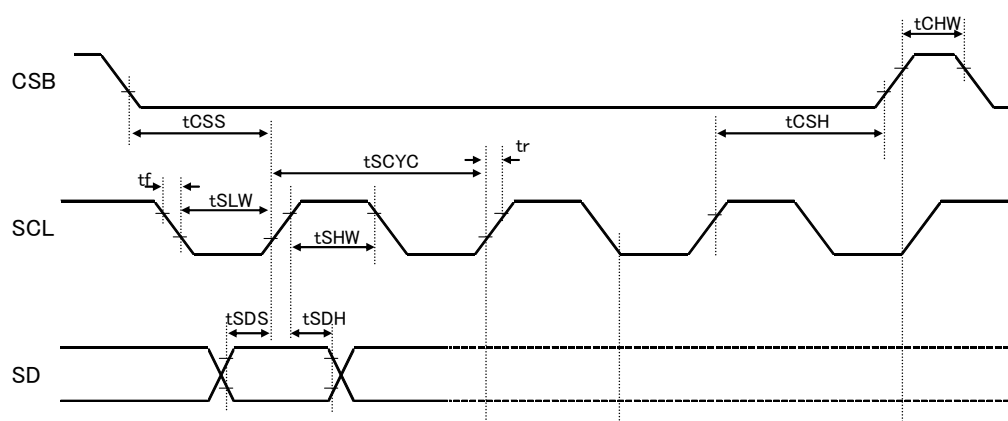 tCHW
CSB
tCSS
tCSH
tSCYC
tr
tf
tSLW
SCL
tSHW
tSDS
tSDH
SD